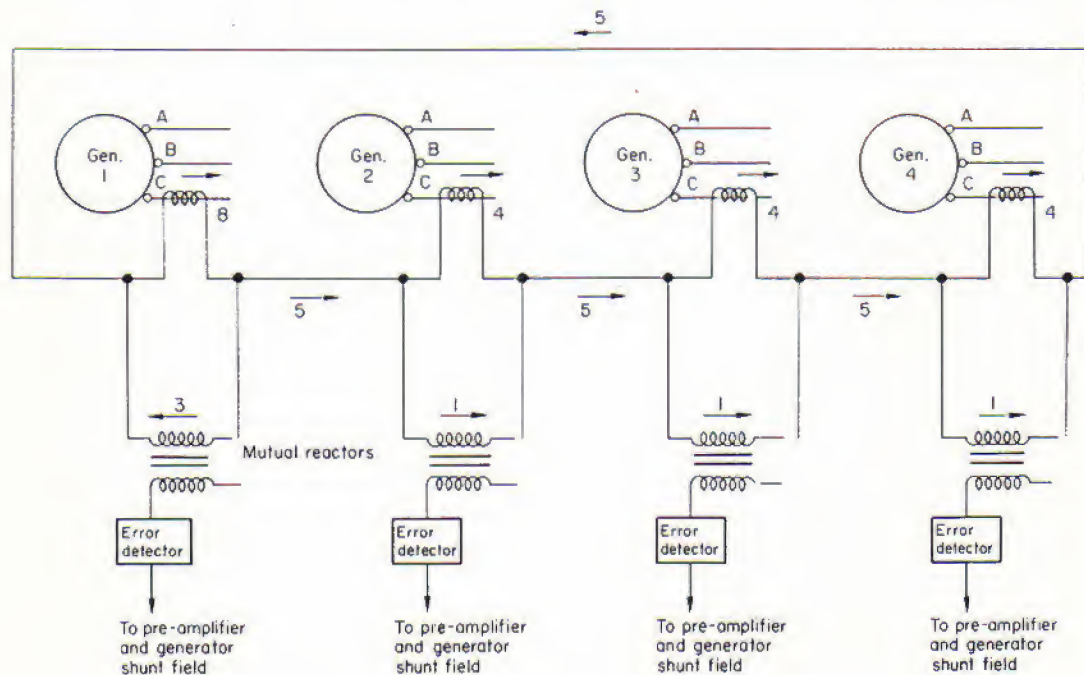 5
A
B
C
Gen.
1
8
A
B
C
Gen.
2
4
A
B
C
Gen.
3
4
A
B
C
Gen.
4
4
5
5
5
3
1
1
1
Mutual reactors
Error
detector
Error
detector
Error
detector
Error
detector
To pre-amplifier
and generator
shunt field
To pre-amplifier
and generator
shunt field
To pre-amplifier
and generator
shunt field
To pre-amplifier
and generator
shunt field